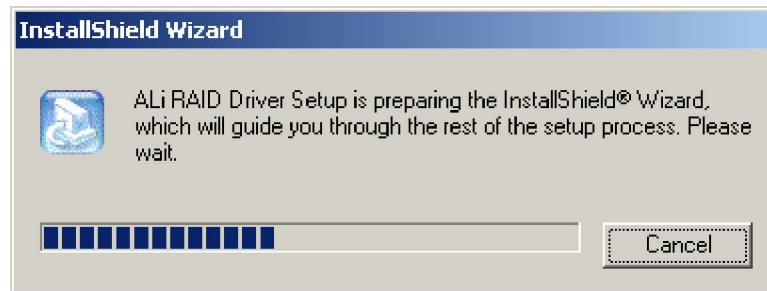 InstallShield Wizard
ALi RAID Driver Setup is preparing the InstallShield® Wizard,
which will guide you through the rest of the setup process. Please
wait.
Cancel